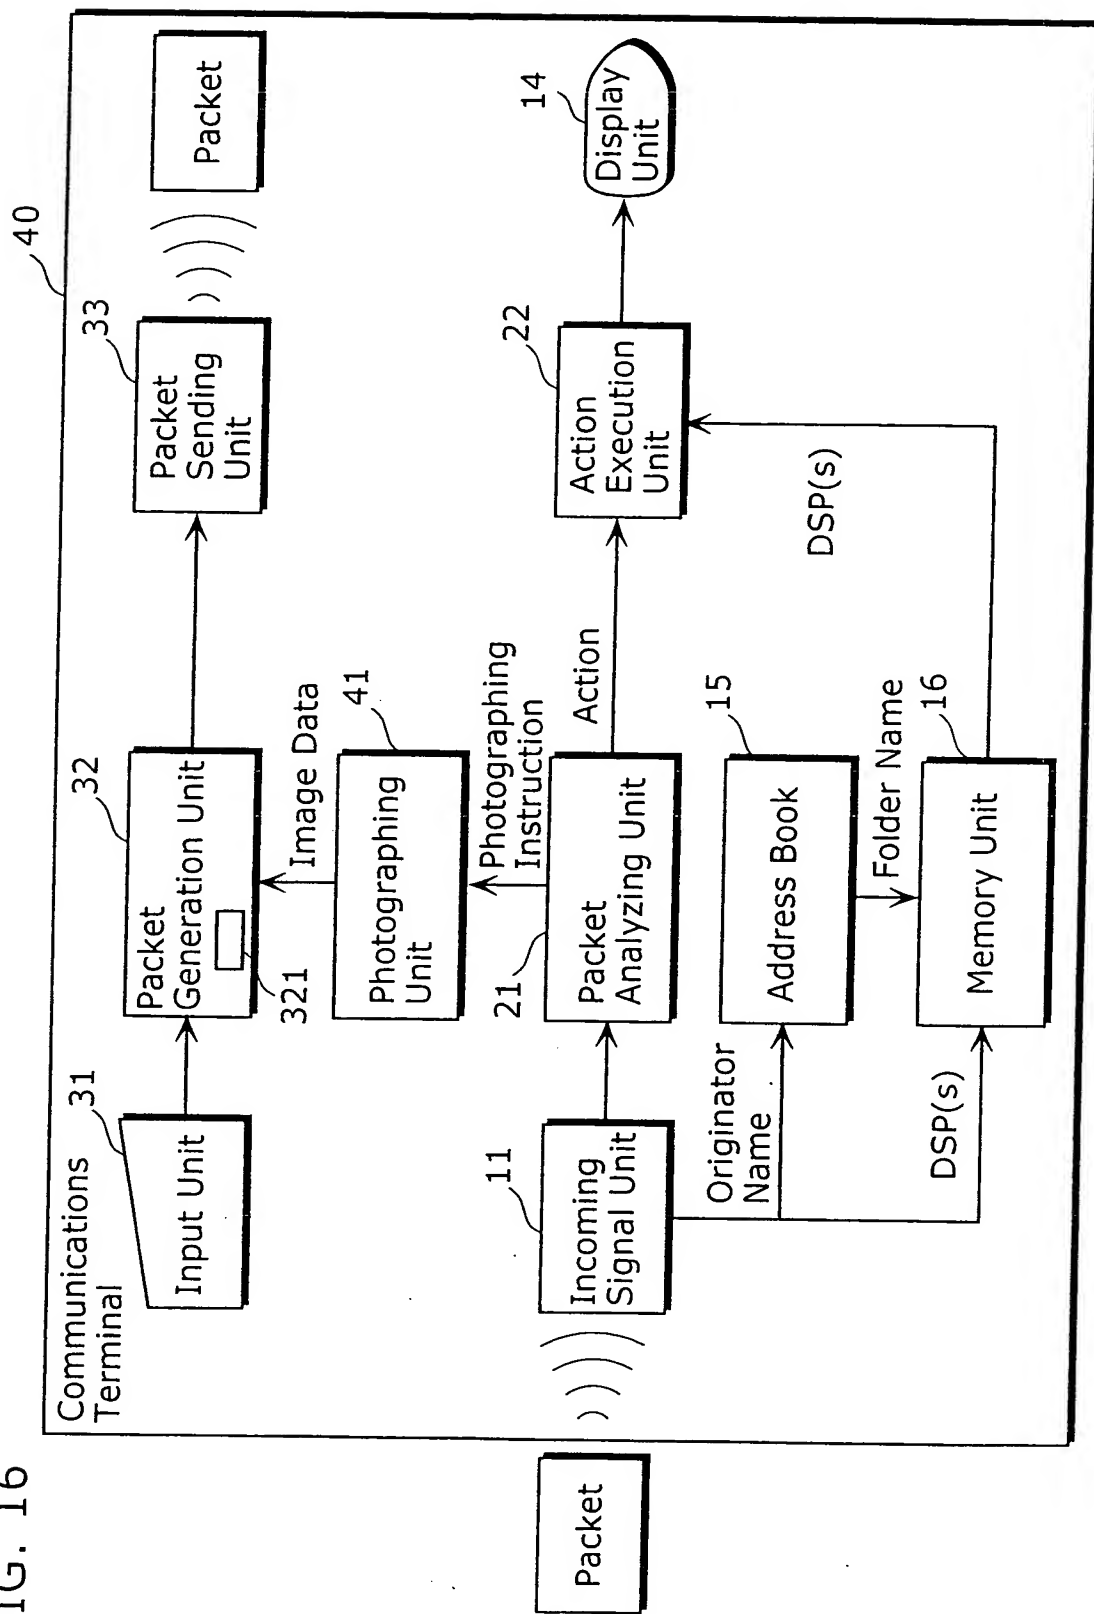 IG. 16
Communications
Terminal
40
31
Input Unit
32
Packet
Generation Unit
321
33
Packet
Sending
Unit
Packet
Image Data
41
Photographing
Unit
Photographing
Instruction
Packet
11
Incoming
Signal Unit
21
Packet
Analyzing Unit
Action
22
Action
Execution
Unit
14
Display
Unit
Originator
Name
15
Address Book
Folder Name
DSP(s)
16
Memory Unit
DSP(s)